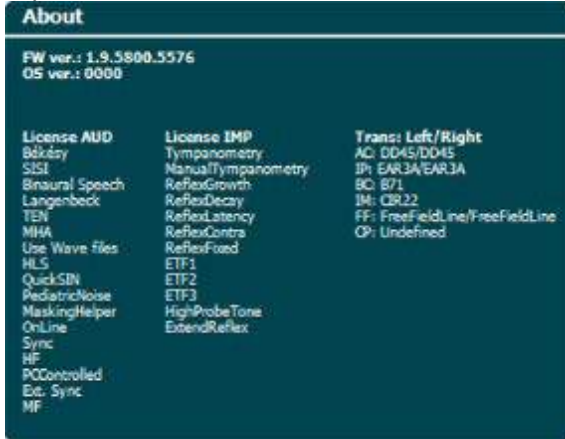 About
FW ver.: 1.9.5800.5576
OS ver.: 0000
License AUD
Békésy
SISI
Binaural Speech
Langenbeck
TEN
MHA
Use Wave files
HLS
QuickSIN
PediatricNoise
MaskingHelper
OnLine
Sync
HF
PCControlled
Ext. Sync
MF
License IMP
Tympanometry
ManualTympanometry
ReflexGrowth
ReflexDecay
ReflexLatency
ReflexContra
ReflexFixed
ETF1
ETF2
ETF3
HighProbeTone
ExtendReflex
Trans: Left/Right
AC: DD45/DD45
IP: EAR3A/EAR3A
BC: B71
IM: CIR22
FF: FreeFieldLine/FreeFieldLine
CP: Undefined